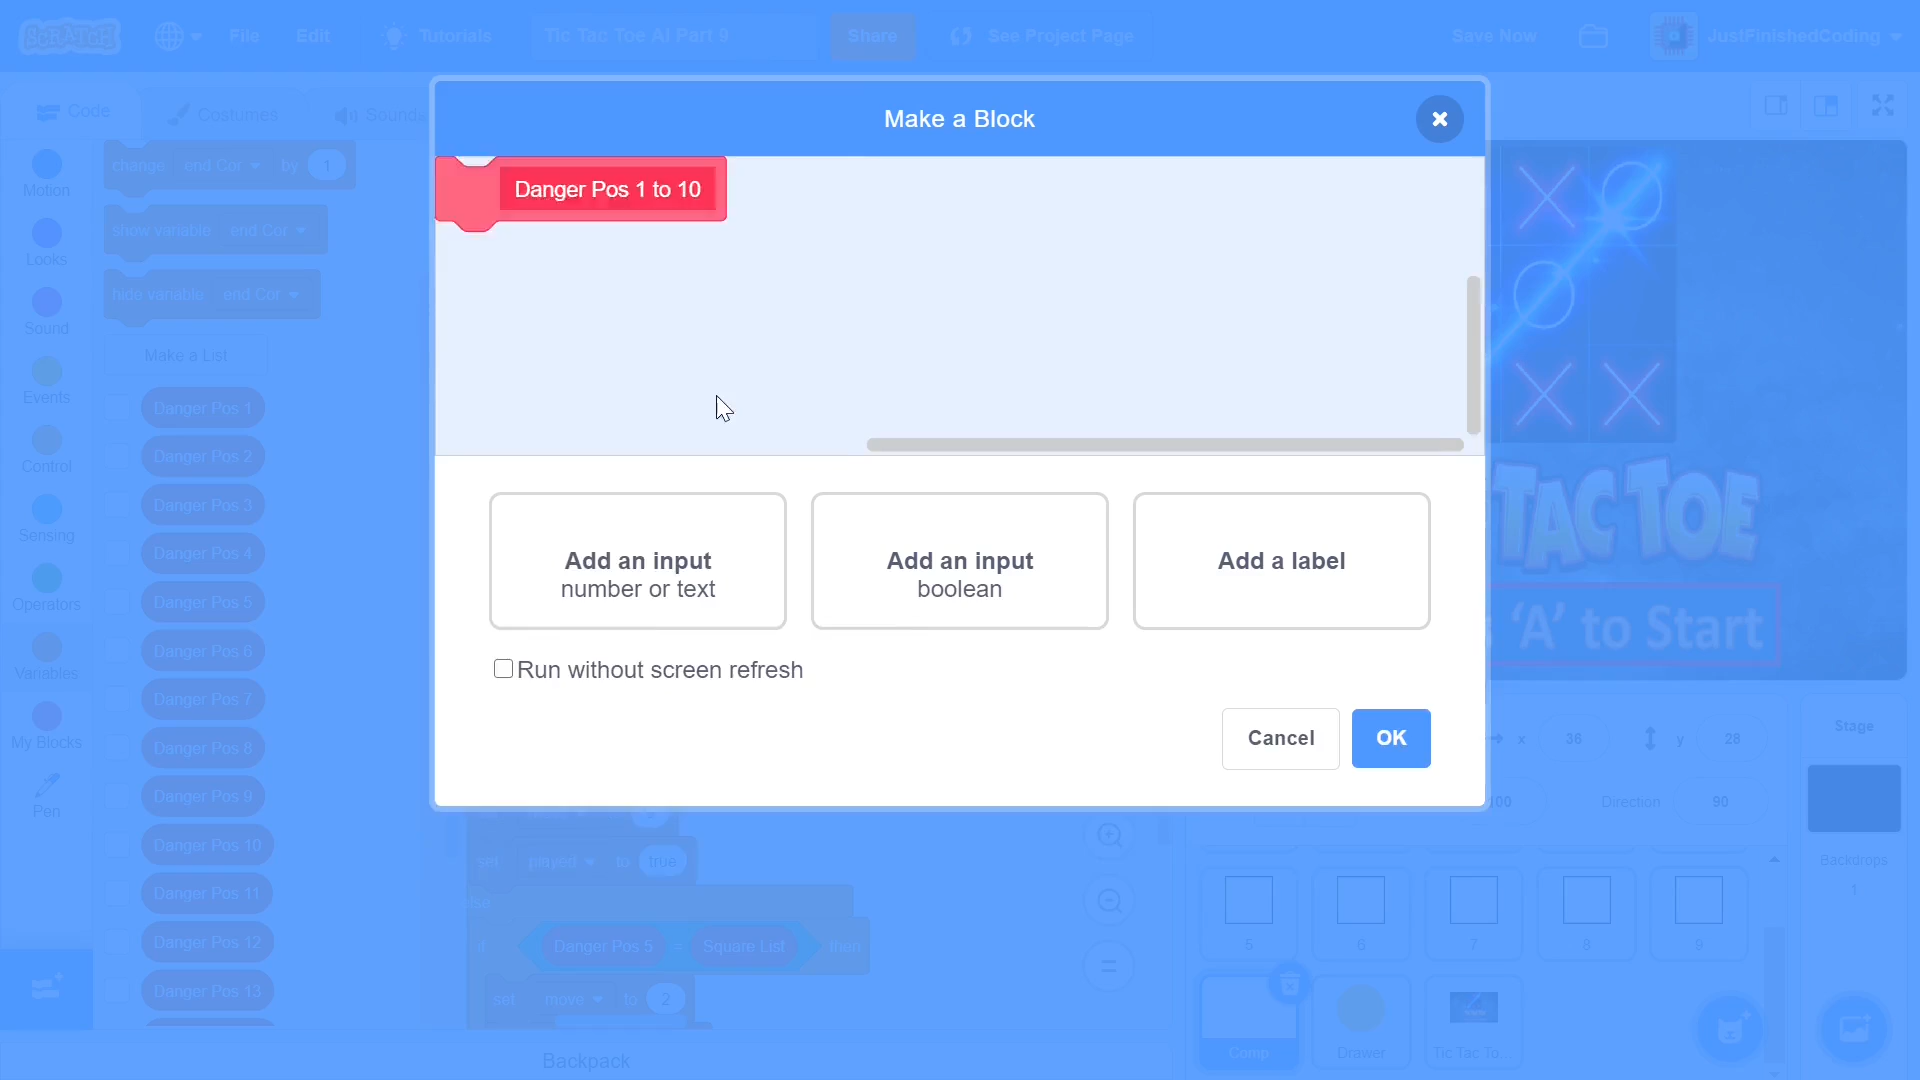 SCRATCH
File
Edit
Tutorials
Tic Tac Toe AI Part 9
Share
See Project Page
Save Now
JustFinishedCoding
Code
Costumes
Sounds
Make a Block
Danger Pos 1 to 10
Add an input
number or text
Add an input
boolean
Add a label
Run without screen refresh
Cancel
OK
Motion
Looks
Sound
Events
Control
Sensing
Operators
Variables
My Blocks
Pen
change end Cor by 1
show variable end Cor
hide variable end Cor
Make a List
Danger Pos 1
Danger Pos 2
Danger Pos 3
Danger Pos 4
Danger Pos 5
Danger Pos 6
Danger Pos 7
Danger Pos 8
Danger Pos 9
Danger Pos 10
Danger Pos 11
Danger Pos 12
Danger Pos 13
set played to true
else
if Danger Pos 5 = Square List then
set move to 2
Backpack
TAC TOE
'A' to Start
x 36 y 28
100 Direction 90
5 6 7 8 9
Comp Drawer Tic Tac To...
Stage
Backdrops
1